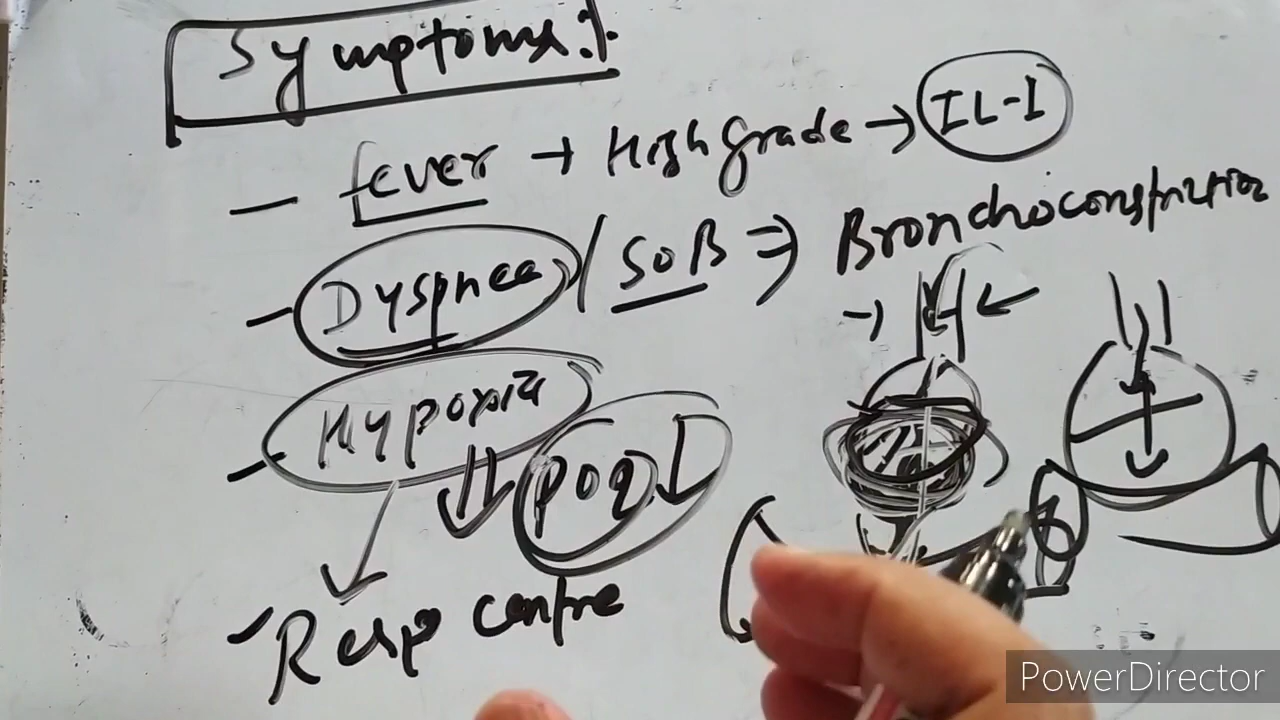 Symptoms:
- fever → High grade → IL-1
- Dyspnea / SOB ⇒ Bronchoconstriction
- Hypoxia ↓↓ PO2 ↓
- Resp centre
PowerDirector